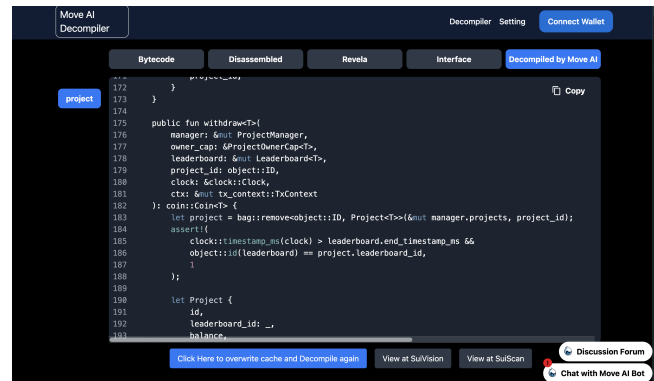 Move AI
Decompiler
Decompiler Setting Connect Wallet
Bytecode Disassembled Revela Interface Decompiled by Move AI
project
171 project_id,
172 }
173 }
174
175 public fun withdraw<T>(
176 manager: &mut ProjectManager,
177 owner_cap: &ProjectOwnerCap<T>,
178 leaderboard: &mut Leaderboard<T>,
179 project_id: object::ID,
180 clock: &clock::Clock,
181 ctx: &mut tx_context::TxContext
182 ): coin::Coin<T> {
183 let project = bag::remove<object::ID, Project<T>>(&mut manager.projects, project_id);
184 assert!(
185 clock::timestamp_ms(clock) > leaderboard.end_timestamp_ms &&
186 object::id(leaderboard) == project.leaderboard_id,
187 1
188 );
189
190 let Project {
191 id,
192 leaderboard_id: _,
193 balance,
Copy
Click Here to overwrite cache and Decompile again View at SuiVision View at SuiScan
Discussion Forum
1
Chat with Move AI Bot